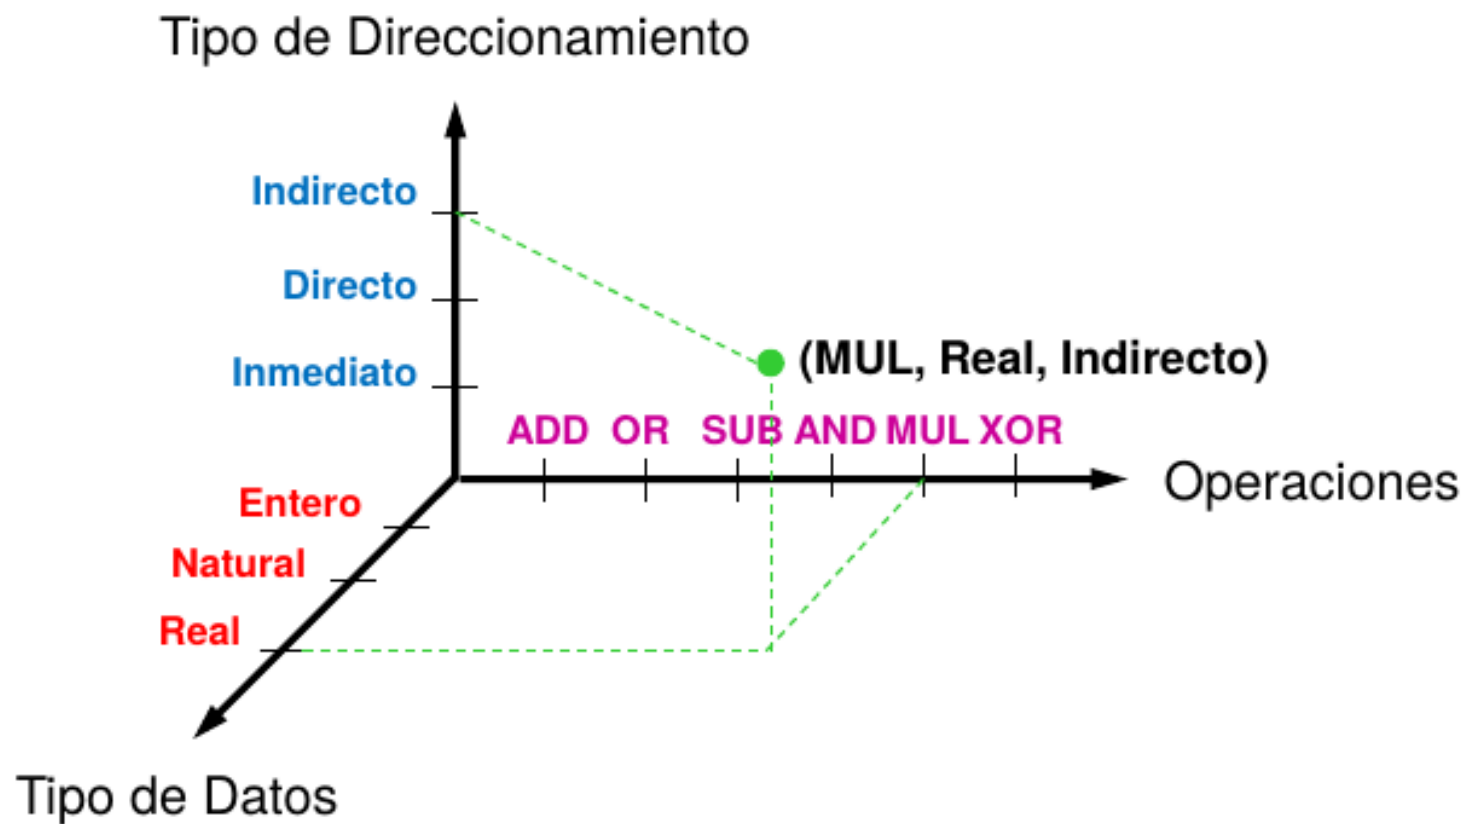 Tipo de Direccionamiento
Indirecto
Directo
Inmediato
(MUL, Real, Indirecto)
ADD OR SUB AND MUL XOR
Operaciones
Entero
Natural
Real
Tipo de Datos